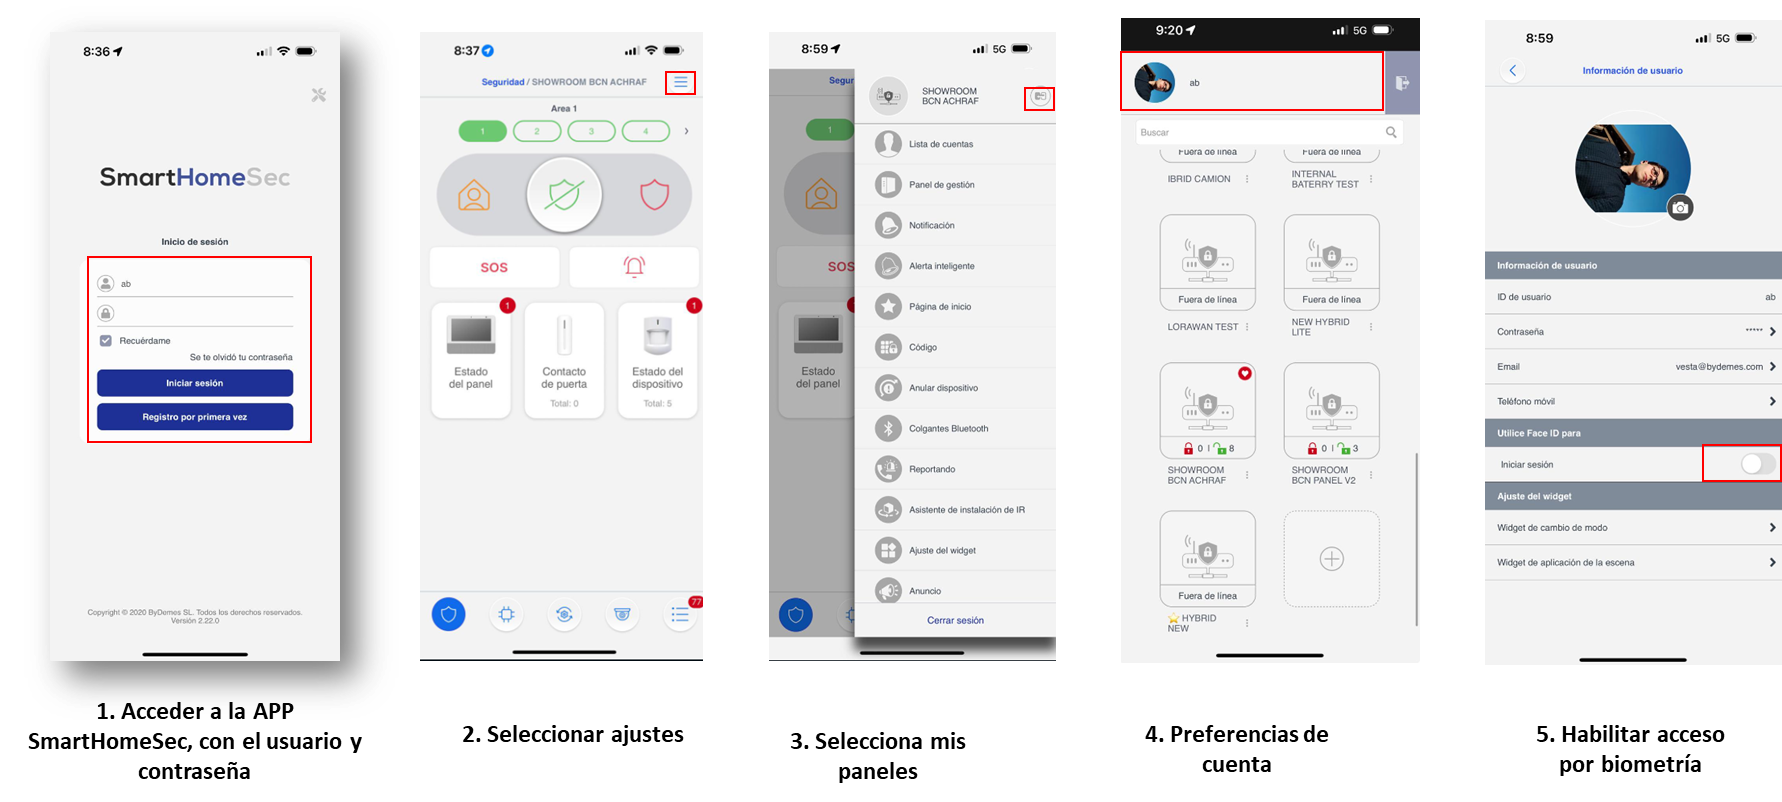 8:36
SmartHomeSec
Inicio de sesión
ab
Recuérdame
Se te olvidó tu contraseña
Iniciar sesión
Registro por primera vez
Copyright © 2020 ByDemes SL. Todos los derechos reservados.
Versión 2.22.0
1. Acceder a la APP
SmartHomeSec, con el usuario y
contraseña
8:37
Seguridad / SHOWROOM BCN ACHRAF
Area 1
1
2
3
4
SOS
1
1
Estado
del panel
Contacto
de puerta
Total: 0
Estado del
dispositivo
Total: 5
77
2. Seleccionar ajustes
8:59
5G
Segur
1
SOS
Estado
del panel
SHOWROOM
BCN ACHRAF
Lista de cuentas
Panel de gestión
Notificación
Alerta inteligente
Página de inicio
Código
Anular dispositivo
Colgantes Bluetooth
Reportando
Asistente de instalación de IR
Ajuste del widget
Anuncio
Cerrar sesión
3. Selecciona mis
paneles
9:20
5G
ab
Buscar
Fuera de línea
Fuera de línea
IBRID CAMION
INTERNAL
BATERRY TEST
Fuera de línea
Fuera de línea
LORAWAN TEST
NEW HYBRID
LITE
0 | 8
0 | 3
SHOWROOM
BCN ACHRAF
SHOWROOM
BCN PANEL V2
Fuera de línea
HYBRID
NEW
4. Preferencias de
cuenta
8:59
5G
Información de usuario
Información de usuario
ID de usuario ab
Contraseña *****
Email vesta@bydemes.com
Teléfono móvil
Utilice Face ID para
Iniciar sesión
Ajuste del widget
Widget de cambio de modo
Widget de aplicación de la escena
5. Habilitar acceso
por biometría